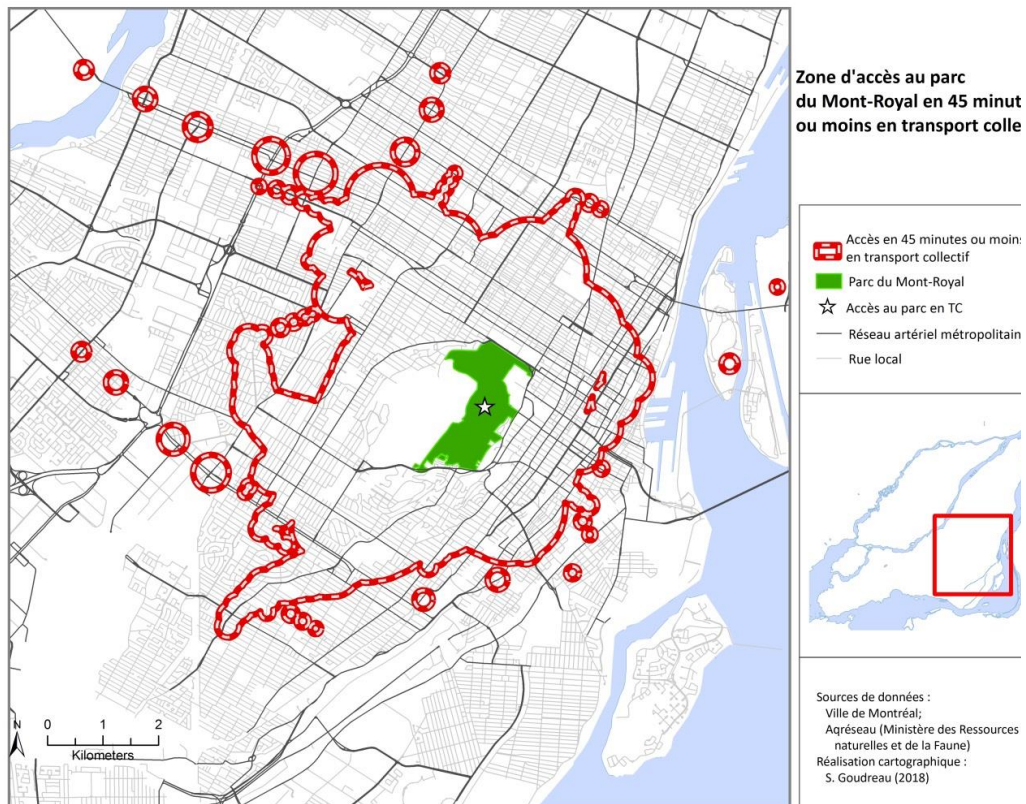 Zone d'accès au parc
du Mont-Royal en 45 minut
ou moins en transport colle
Accès en 45 minutes ou moins
en transport collectif
Parc du Mont-Royal
Accès au parc en TC
Réseau artériel métropolitain
Rue local
N
0 1 2
Kilometers
Sources de données :
Ville de Montréal;
Aqréseau (Ministère des Ressources
naturelles et de la Faune)
Réalisation cartographique :
S. Goudreau (2018)